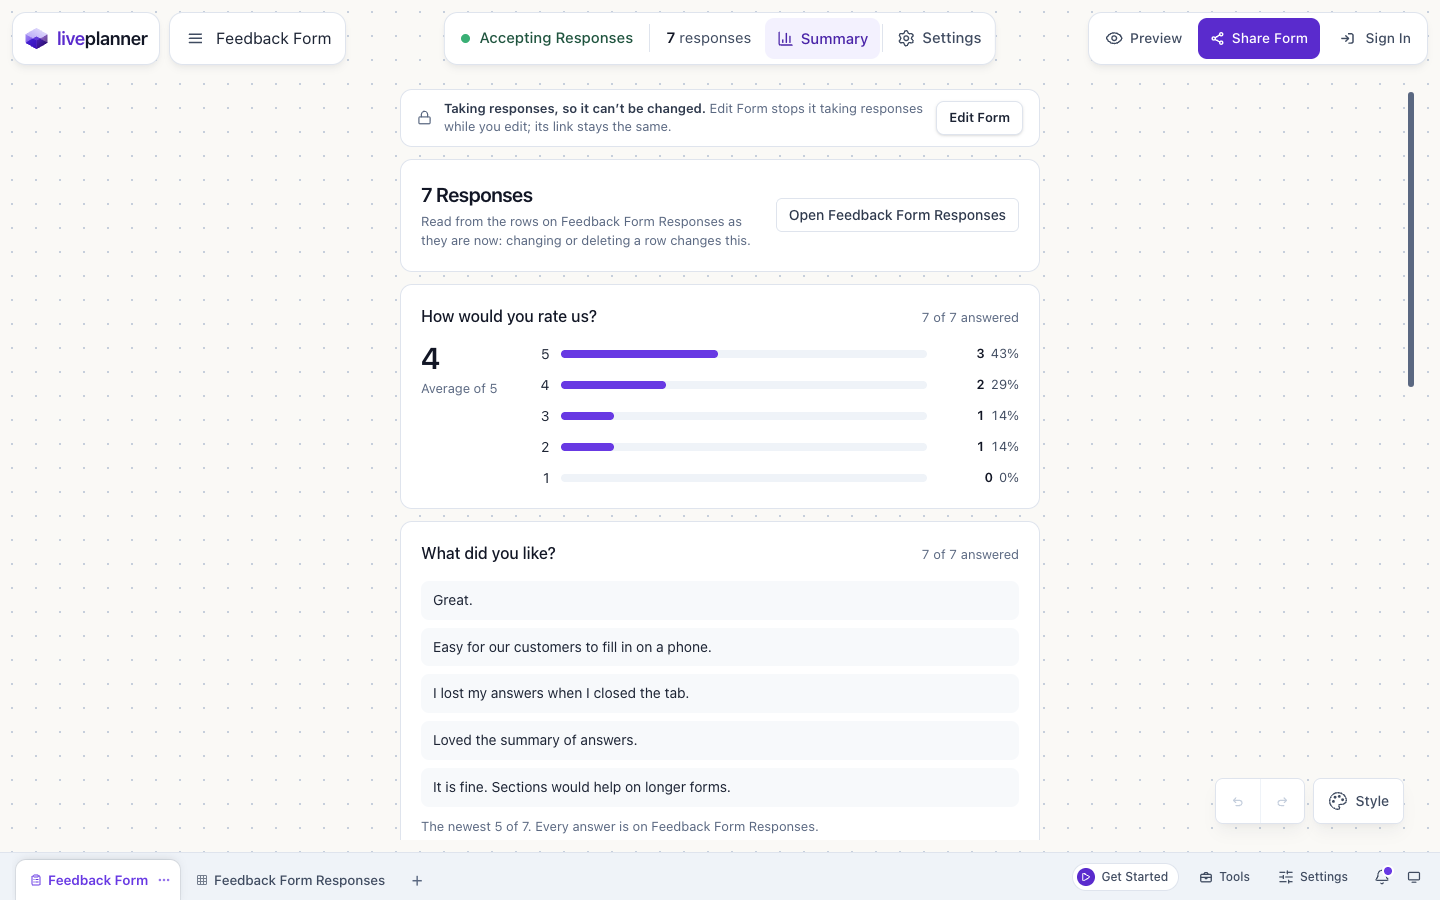 liveplanner
Feedback Form
Accepting Responses
7 responses
Summary
Settings
Preview
Share Form
Sign In
Taking responses, so it can't be changed. Edit Form stops it taking responses
while you edit; its link stays the same.
Edit Form
7 Responses
Read from the rows on Feedback Form Responses as
they are now: changing or deleting a row changes this.
Open Feedback Form Responses
How would you rate us?
7 of 7 answered
4
Average of 5
5 3 43%
4 2 29%
3 1 14%
2 1 14%
1 0 0%
What did you like?
7 of 7 answered
Great.
Easy for our customers to fill in on a phone.
I lost my answers when I closed the tab.
Loved the summary of answers.
It is fine. Sections would help on longer forms.
The newest 5 of 7. Every answer is on Feedback Form Responses.
Style
Feedback Form
Feedback Form Responses
Get Started
Tools
Settings